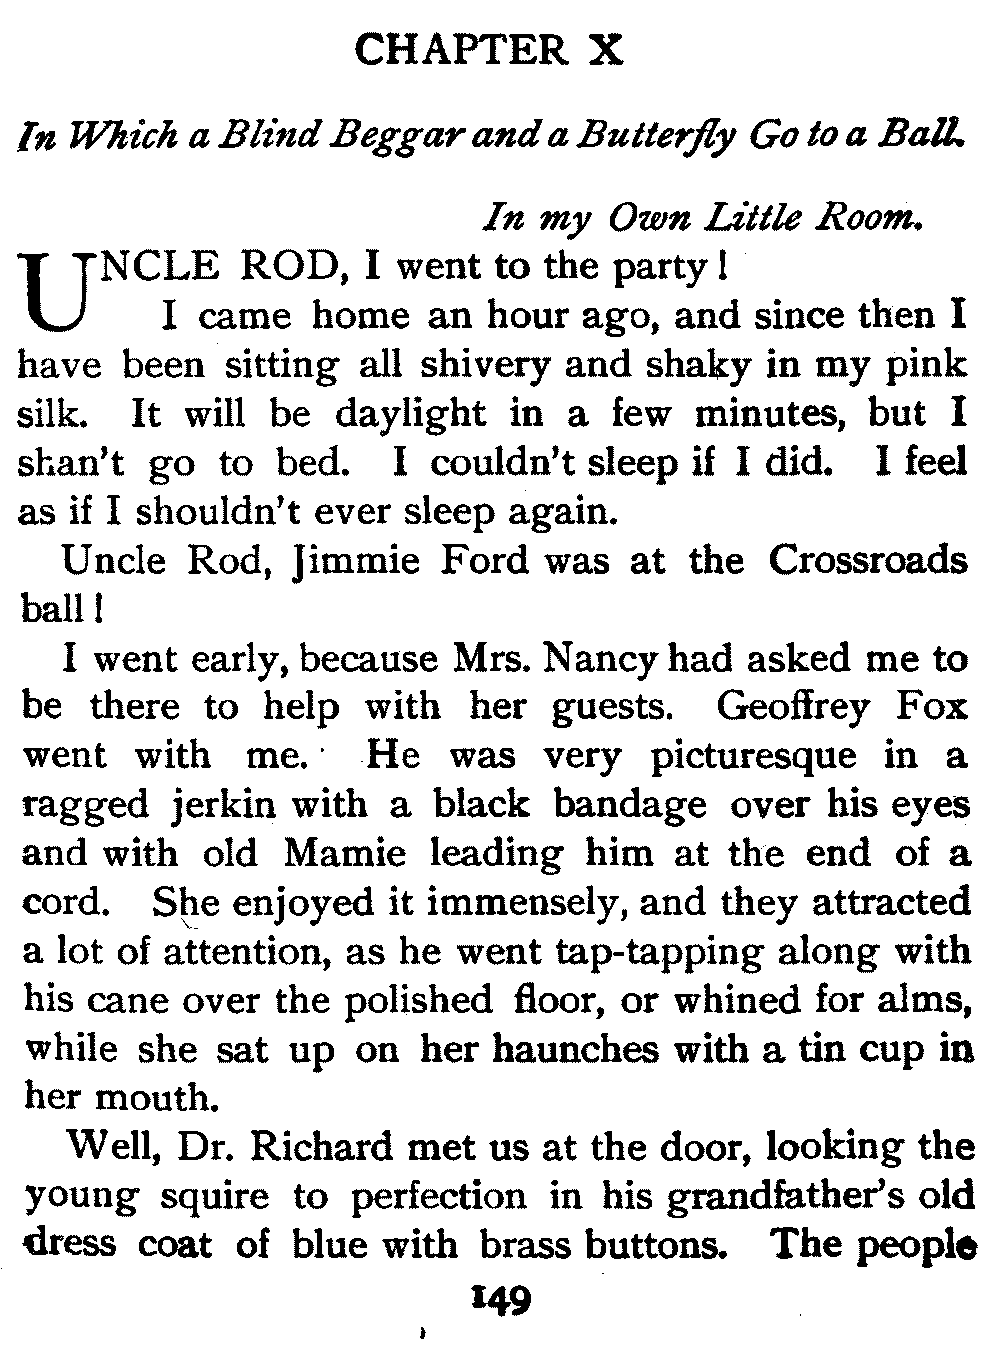 CHAPTER X
In Which a Blind Beggar and a Butterfly Go to a Ball.
In my Own Little Room.
UNCLE ROD, I went to the party!
I came home an hour ago, and since then I
have been sitting all shivery and shaky in my pink
silk. It will be daylight in a few minutes, but I
shan't go to bed. I couldn't sleep if I did. I feel
as if I shouldn't ever sleep again.
Uncle Rod, Jimmie Ford was at the Crossroads
ball!
I went early, because Mrs. Nancy had asked me to
be there to help with her guests. Geoffrey Fox
went with me. He was very picturesque in a
ragged jerkin with a black bandage over his eyes
and with old Mamie leading him at the end of a
cord. She enjoyed it immensely, and they attracted
a lot of attention, as he went tap-tapping along with
his cane over the polished floor, or whined for alms,
while she sat up on her haunches with a tin cup in
her mouth.
Well, Dr. Richard met us at the door, looking the
young squire to perfection in his grandfather's old
dress coat of blue with brass buttons. The people
149